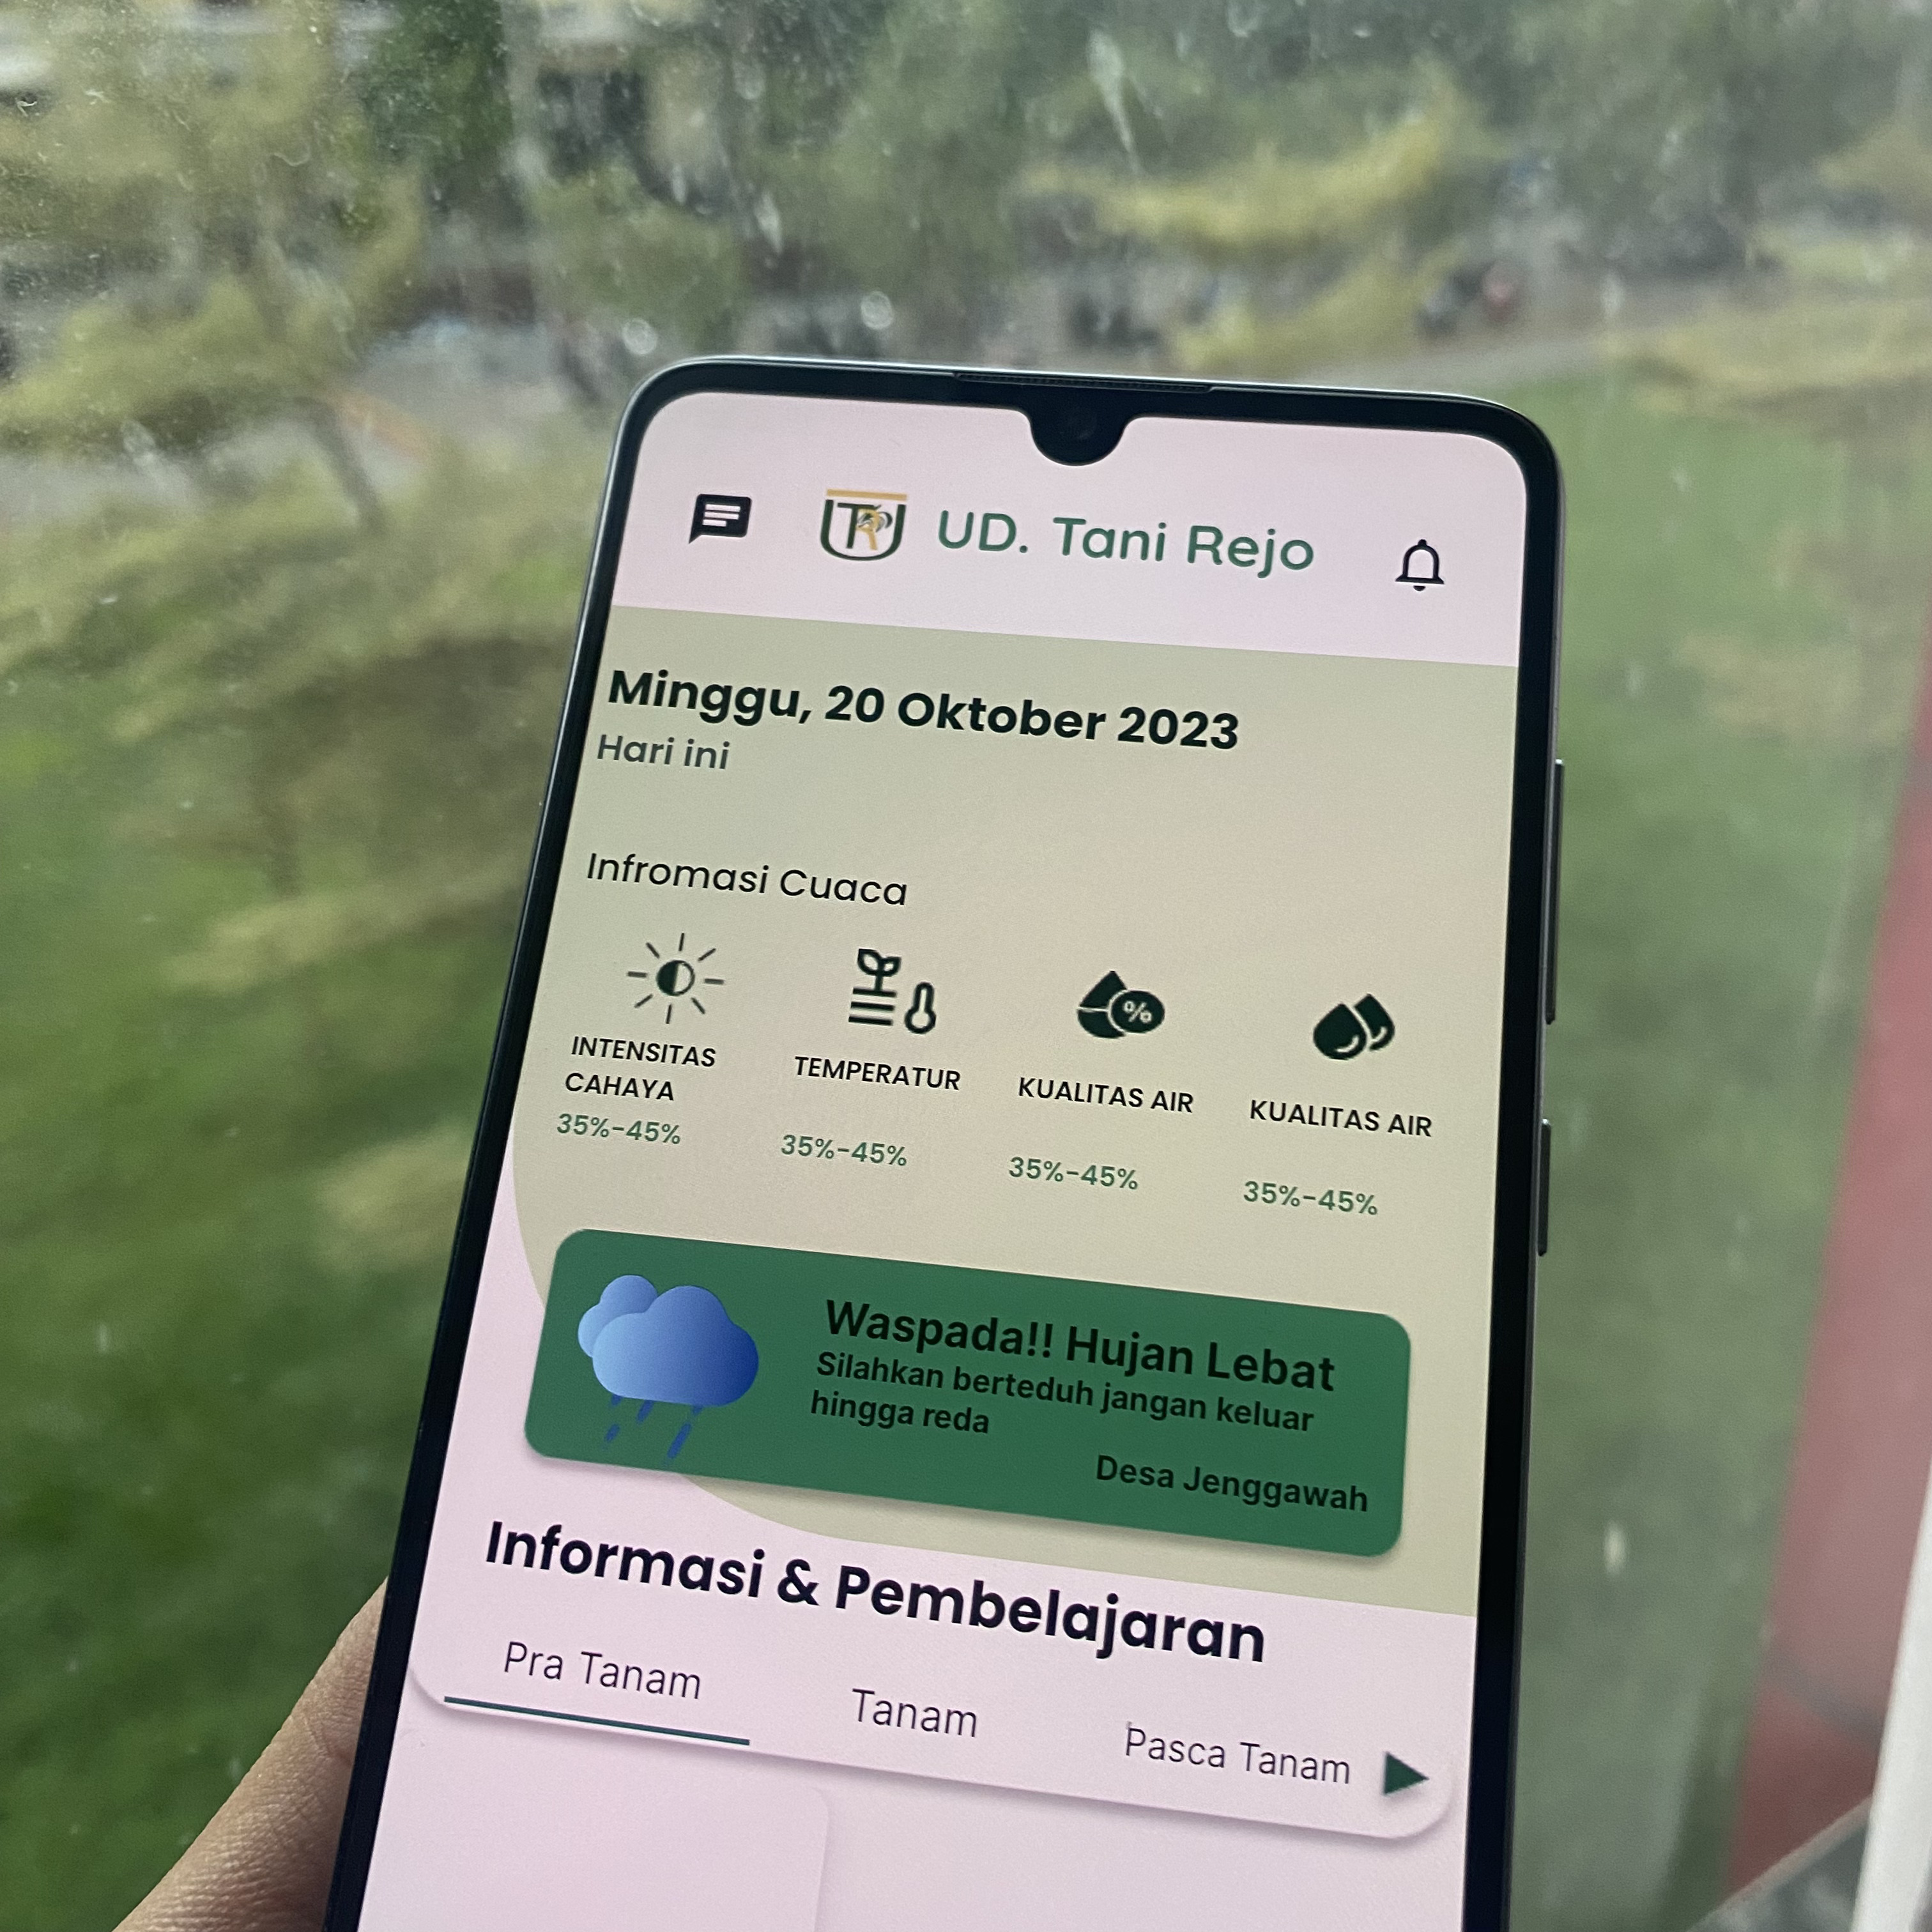 UD. Tani Rejo
Minggu, 20 Oktober 2023
Hari ini
Infromasi Cuaca
INTENSITAS
CAHAYA
35%-45%
TEMPERATUR
35%-45%
KUALITAS AIR
35%-45%
KUALITAS AIR
35%-45%
Waspada!! Hujan Lebat
Silahkan berteduh jangan keluar
hingga reda
Desa Jenggawah
Informasi & Pembelajaran
Pra Tanam
Tanam
Pasca Tanam